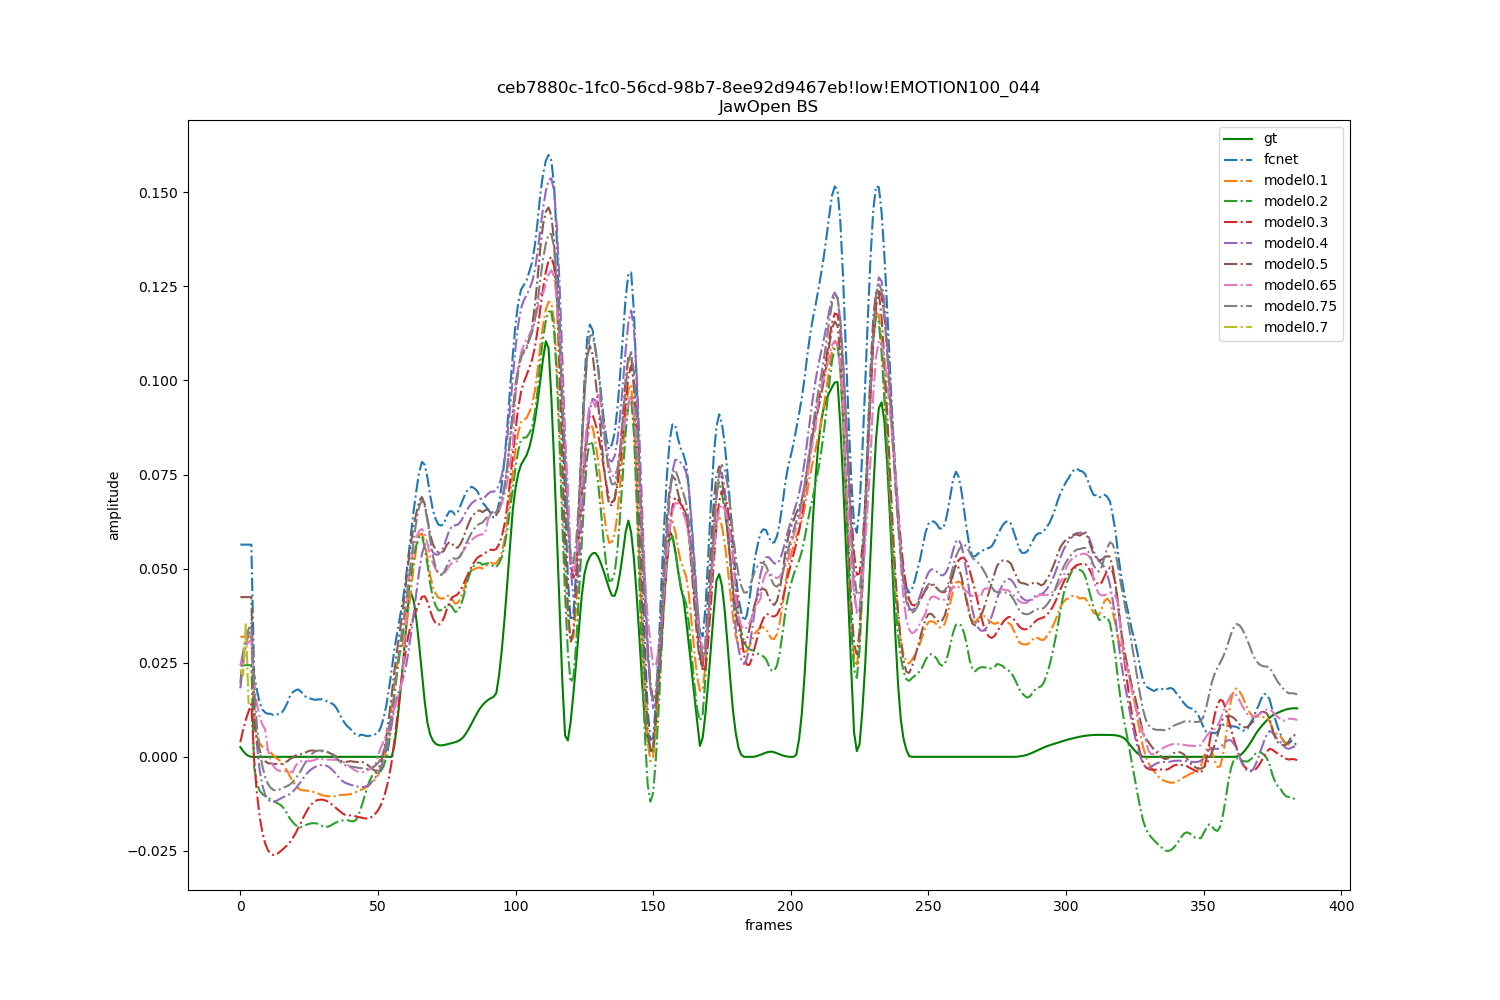 ceb7880c-1fc0-56cd-98b7-8ee92d9467eb!low!EMOTION100_044
JawOpen BS
gt
fcnet
model0.1
model0.2
model0.3
model0.4
model0.5
model0.65
model0.75
model0.7
amplitude
0.150
0.125
0.100
0.075
0.050
0.025
0.000
−0.025
0
50
100
150
200
250
300
350
400
frames